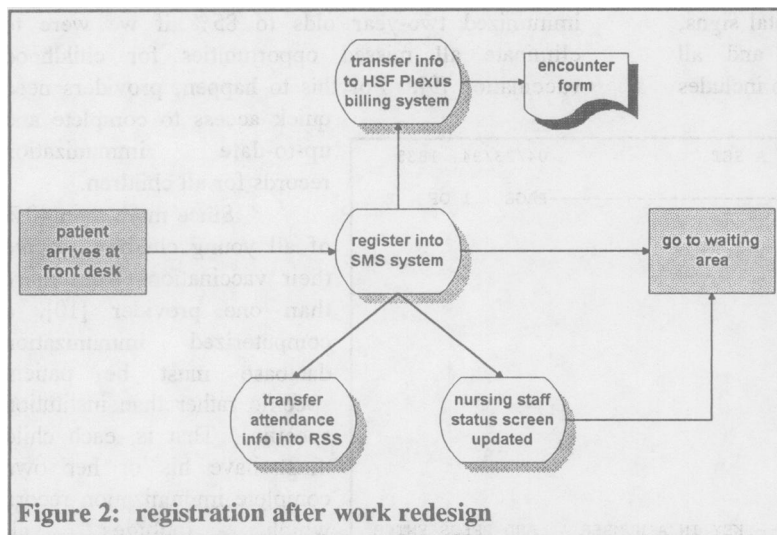 transfer info
to HSF Plexus
billing system
encounter
form
patient
arrives at
front desk
register into
SMS system
go to waiting
area
transfer
attendance
info into RSS
nursing staff
status screen
updated
Figure 2: registration after work redesign